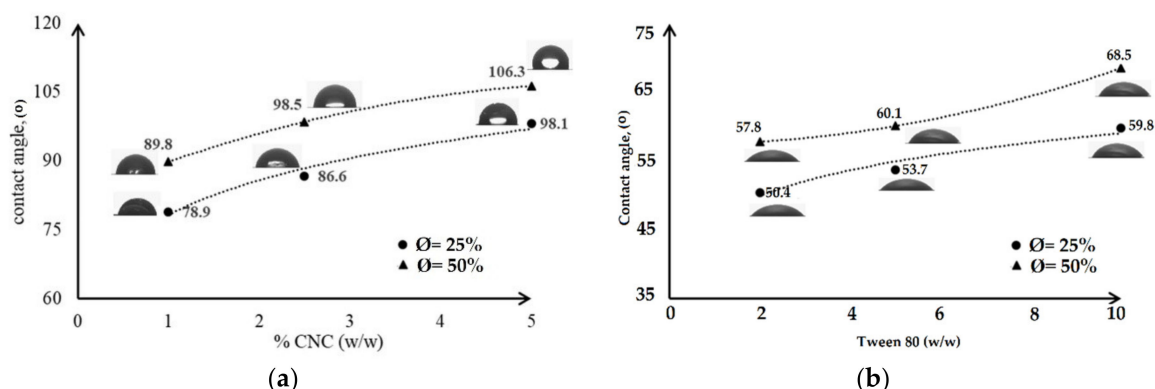 120
105
90
75
60
contact angle, (º)
0 1 2 3 4 5
% CNC (w/w)
89.8
98.5
106.3
78.9
86.6
98.1
Ø= 25%
Ø= 50%
(a)
75
65
55
45
35
Contact angle, (º)
0 2 4 6 8 10
Tween 80 (w/w)
57.8
60.1
68.5
50.4
53.7
59.8
Ø= 25%
Ø= 50%
(b)